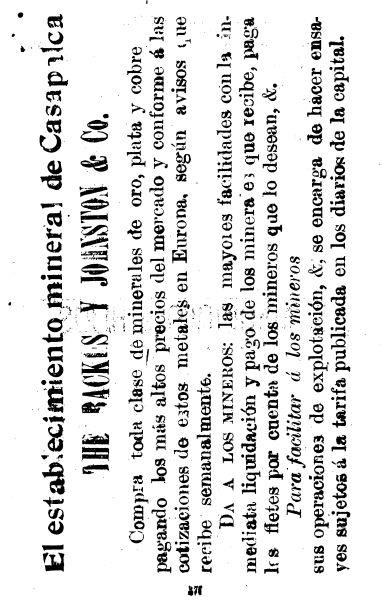 El establecimiento mineral de Casapalca
THE BACKUS Y JOHNSTON & Co.
Compra toda clase de minerales de oro, plata y cobre
pagando los más altos precios del mercado y conforme á las
cotizaciones de estos metales en Europa, según avisos que
recibe semanalmente.
DA A LOS MINEROS: las mayores facilidades con la in-
mediata liquidación y pago de los minerales que recibe, paga
los fletes por cuenta de los mineros que lo desean, &.
Para facilitar á los mineros
sus operaciones de explotación, &, se encarga de hacer ensa-
yes sujetos á la tarifa publicada en los diarios de la capital.